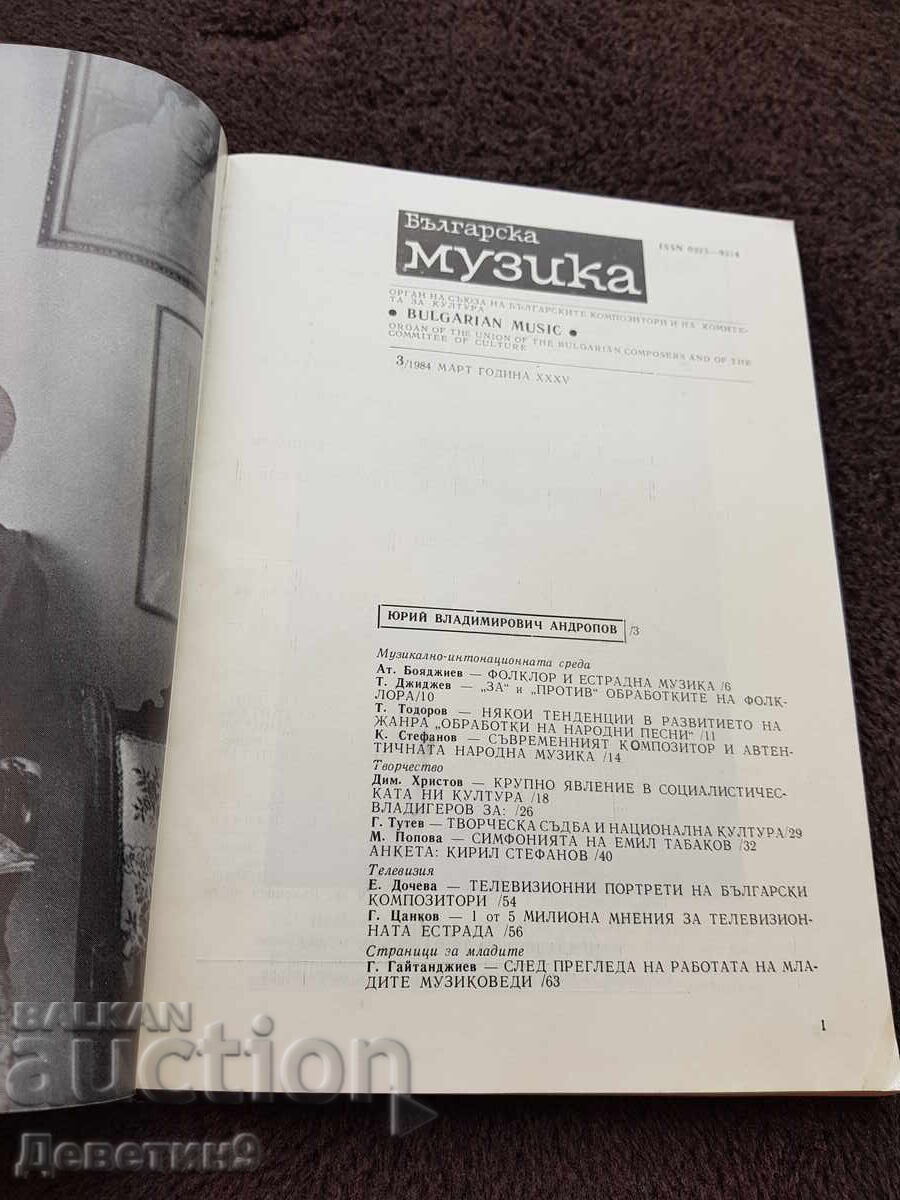 Българска
музика
ОРГАН НА СЪЮЗА НА БЪЛГАРСКИТЕ КОМПОЗИТОРИ И НА КОМИТЕ-
ТА ЗА КУЛТУРА
• BULGARIAN MUSIC •
ORGAN OF THE UNION OF THE BULGARIAN COMPOSERS AND OF THE
COMMITEE OF CULTURE
3/1984 МАРТ ГОДИНА XXXV
ISSN
ЮРИЙ ВЛАДИМИРОВИЧ АНДРОПОВ /3
Музикално-интонационната среда
Ат. Бояджиев — ФОЛКЛОР И ЕСТРАДНА МУЗИКА /6
Т. Джиджев — „ЗА“ и „ПРОТИВ“ ОБРАБОТКИТЕ НА ФОЛК-
ЛОРА/10
Т. Тодоров — НЯКОИ ТЕНДЕНЦИИ В РАЗВИТИЕТО НА
ЖАНРА „ОБРАБОТКИ НА НАРОДНИ ПЕСНИ“ /11
К. Стефанов — СЪВРЕМЕННИЯТ КОМПОЗИТОР И АВТЕН-
ТИЧНАТА НАРОДНА МУЗИКА /14
Творчество
Дим. Христов — КРУПНО ЯВЛЕНИЕ В СОЦИАЛИСТИЧЕС-
КАТА НИ КУЛТУРА /18
ВЛАДИГЕРОВ ЗА: /26
Г. Тутев — ТВОРЧЕСКА СЪДБА И НАЦИОНАЛНА КУЛТУРА/29
М. Попова — СИМФОНИЯТА НА ЕМИЛ ТАБАКОВ /32
АНКЕТА: КИРИЛ СТЕФАНОВ /40
Телевизия
Е. Дочева — ТЕЛЕВИЗИОННИ ПОРТРЕТИ НА БЪЛГАРСКИ
КОМПОЗИТОРИ /54
Г. Цанков — 1 от 5 МИЛИОНА МНЕНИЯ ЗА ТЕЛЕВИЗИОН-
НАТА ЕСТРАДА /56
Страници за младите
Г. Гайтанджиев — СЛЕД ПРЕГЛЕДА НА РАБОТАТА НА МЛА-
ДИТЕ МУЗИКОВЕДИ /63
1
BALKAN
auction
Деветин9